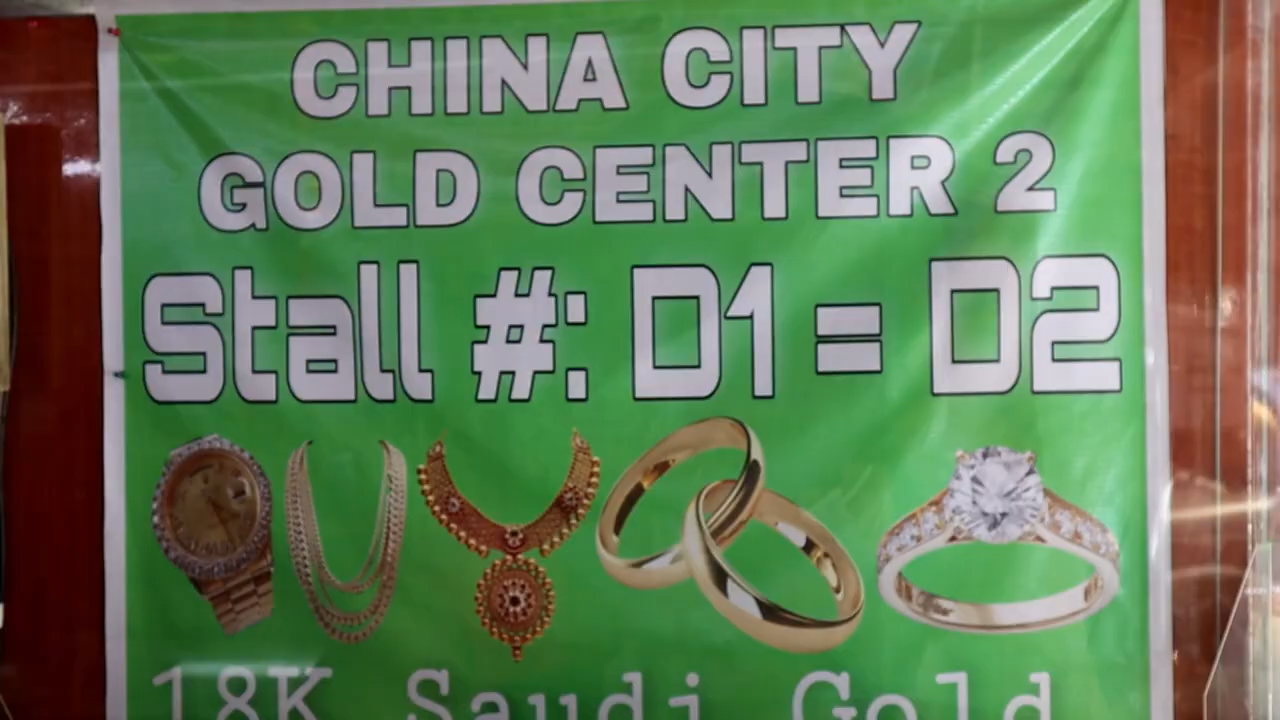 CHINA CITY
GOLD CENTER 2
Stall #: D1 = D2
18K Saudi Gold